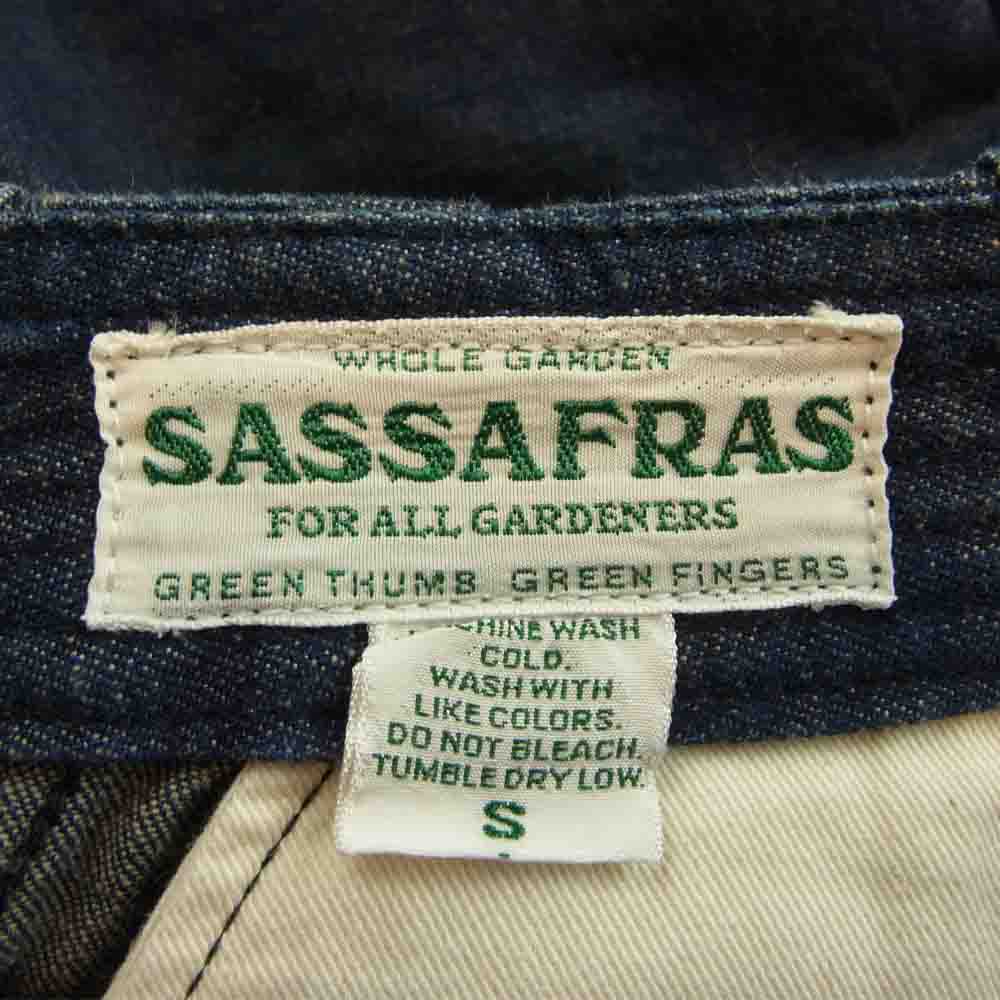 WHOLE GARDEN
SASSAFRAS
FOR ALL GARDENERS
GREEN THUMB GREEN FINGERS
WASH
COLD.
WASH WITH
LIKE COLORS.
DO NOT BLEACH.
TUMBLE DRY LOW.
S